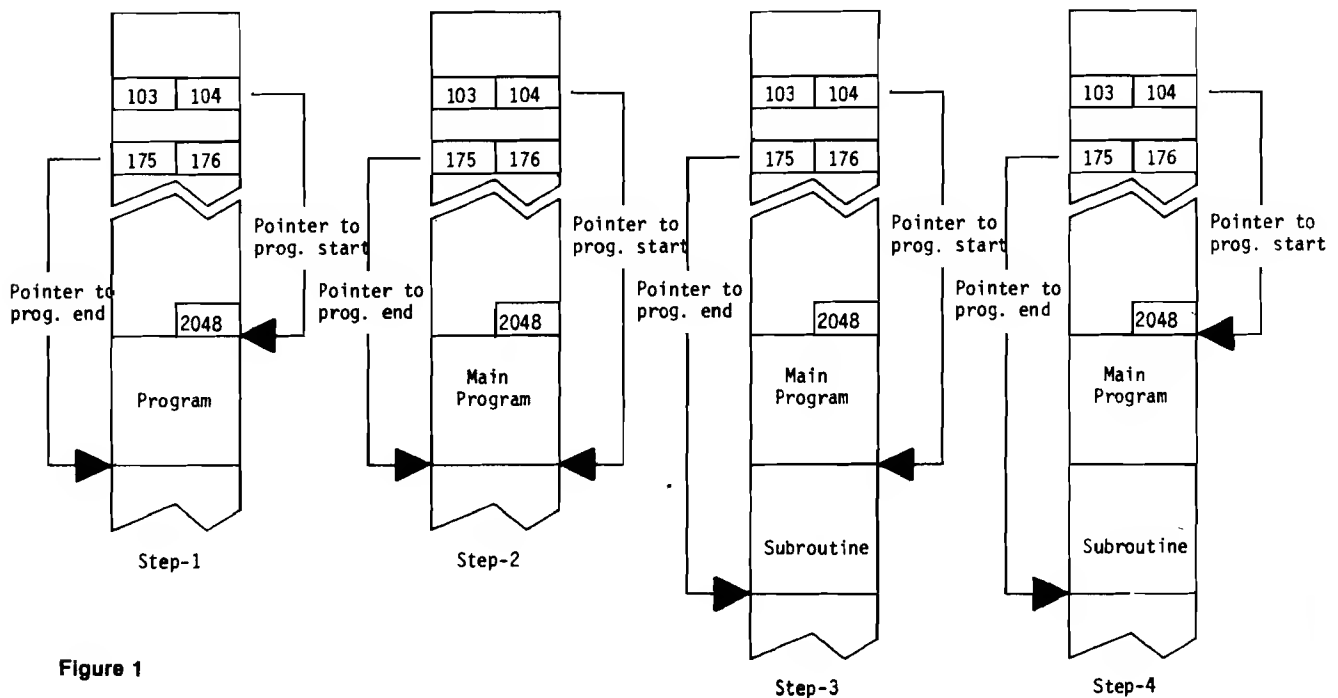 103 104
175 176
Pointer to
prog. start
Pointer to
prog. end
2048
Program
Step-1
103 104
175 176
Pointer to
prog. start
Pointer to
prog. end
2048
Main
Program
Step-2
103 104
175 176
Pointer to
prog. start
Pointer to
prog. end
2048
Main
Program
Subroutine
Step-3
103 104
175 176
Pointer to
prog. start
Pointer to
prog. end
2048
Main
Program
Subroutine
Step-4
Figure 1